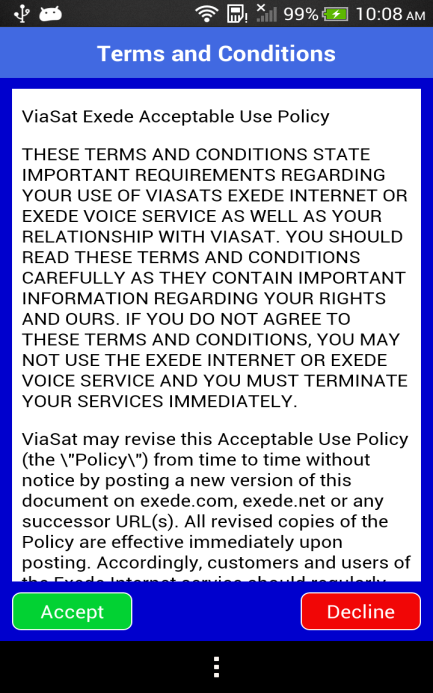 99% 10:08 AM
Terms and Conditions
ViaSat Exede Acceptable Use Policy
THESE TERMS AND CONDITIONS STATE
IMPORTANT REQUIREMENTS REGARDING
YOUR USE OF VIASATS EXEDE INTERNET OR
EXEDE VOICE SERVICE AS WELL AS YOUR
RELATIONSHIP WITH VIASAT. YOU SHOULD
READ THESE TERMS AND CONDITIONS
CAREFULLY AS THEY CONTAIN IMPORTANT
INFORMATION REGARDING YOUR RIGHTS
AND OURS. IF YOU DO NOT AGREE TO
THESE TERMS AND CONDITIONS, YOU MAY
NOT USE THE EXEDE INTERNET OR EXEDE
VOICE SERVICE AND YOU MUST TERMINATE
YOUR SERVICES IMMEDIATELY.
ViaSat may revise this Acceptable Use Policy
(the \"Policy\") from time to time without
notice by posting a new version of this
document on exede.com, exede.net or any
successor URL(s). All revised copies of the
Policy are effective immediately upon
posting. Accordingly, customers and users of
the Exede Internet service should regularly
Accept Decline